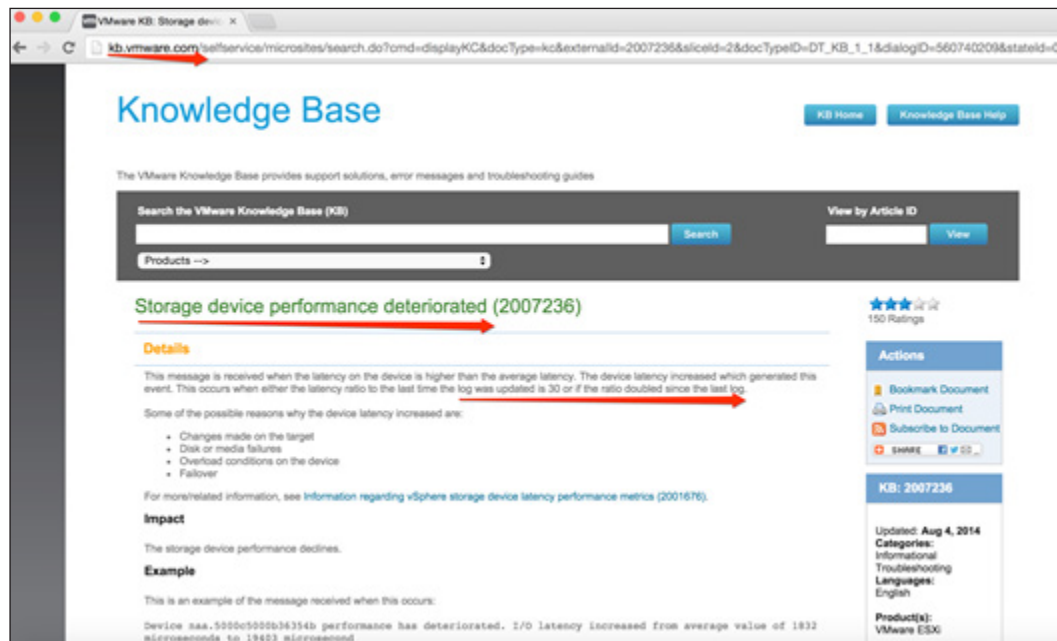 VMware KB: Storage devi
kb.vmware.com/selfservice/microsites/search.do?cmd=displayKC&docType=kc&externalId=2007236&sliceId=2&docTypeID=DT_KB_1_1&dialogID=560740209&stateId=0
Knowledge Base
KB Home
Knowledge Base Help
The VMware Knowledge Base provides support solutions, error messages and troubleshooting guides
Search the VMware Knowledge Base (KB)
View by Article ID
Search
View
Products -->
Storage device performance deteriorated (2007236)
150 Ratings
Details
This message is received when the latency on the device is higher than the average latency. The device latency increased which generated this
event. This occurs when either the latency ratio to the last time the log was updated is 30 or if the ratio doubled since the last log.
Some of the possible reasons why the device latency increased are:
• Changes made on the target
• Disk or media failures
• Overload conditions on the device
• Failover
For more/related information, see Information regarding vSphere storage device latency performance metrics (2001676).
Impact
The storage device performance declines.
Example
This is an example of the message received when this occurs:
Device naa.5000c5000b36354b performance has deteriorated. I/O latency increased from average value of 1832
microseconds to 19403 microsecond
Actions
Bookmark Document
Print Document
Subscribe to Document
SHARE
KB: 2007236
Updated: Aug 4, 2014
Categories:
Informational
Troubleshooting
Languages:
English
Product(s):
VMware ESXi